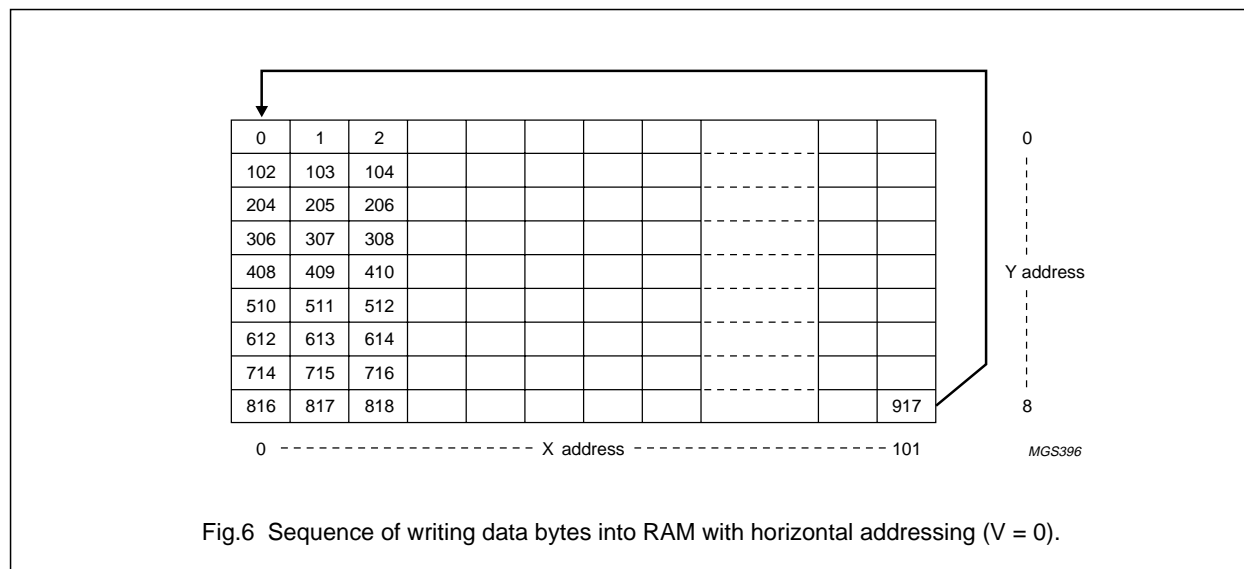 0 1 2 0
102 103 104
204 205 206
306 307 308
408 409 410 Y address
510 511 512
612 613 614
714 715 716
816 817 818 917 8
0 X address 101 MGS396
Fig.6 Sequence of writing data bytes into RAM with horizontal addressing (V = 0).